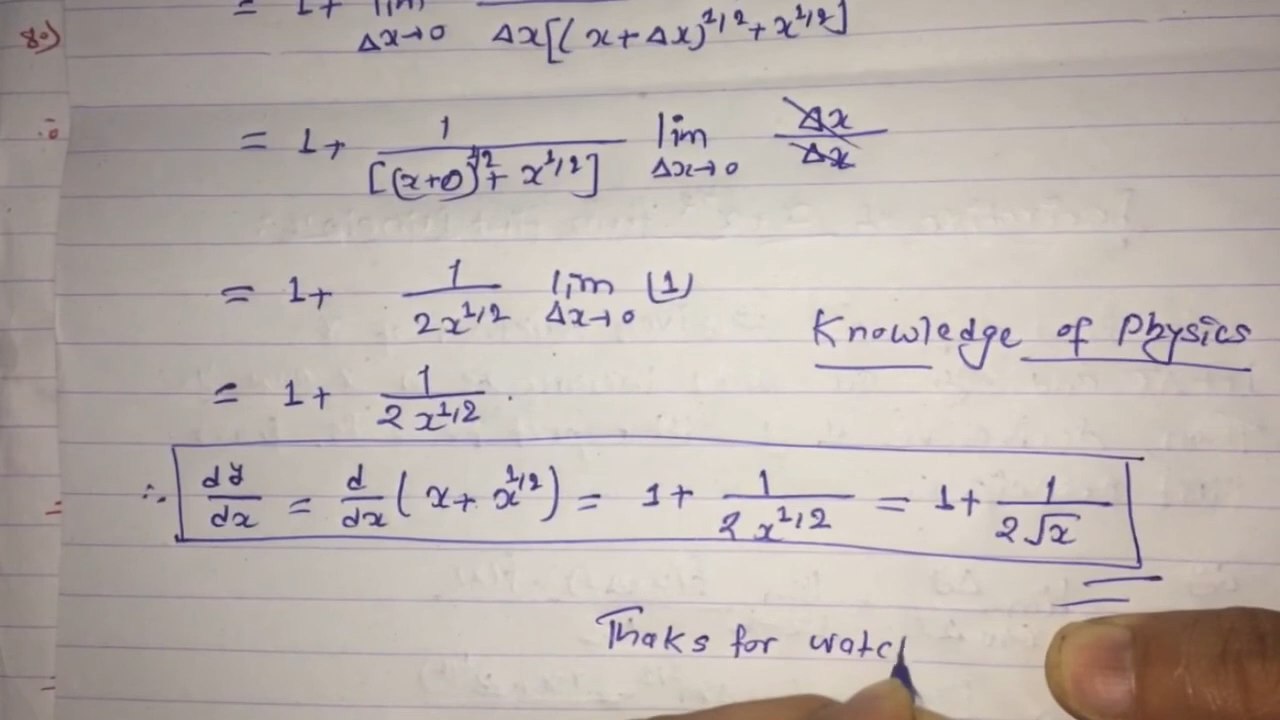 = 1+ lim Δx→0 Δx[(x+Δx)^1/2 + x^1/2]
80)
= 1+ 1/[(x+0)^1/2 + x^1/2] lim Δx→0 Δx/Δx
= 1+ 1/2x^1/2 lim Δx→0 (1)
Knowledge of Physics
= 1+ 1/2x^1/2.
∴ dy/dx = d/dx (x+ x^1/2) = 1+ 1/2x^1/2 = 1+ 1/2√x
Thaks for watc